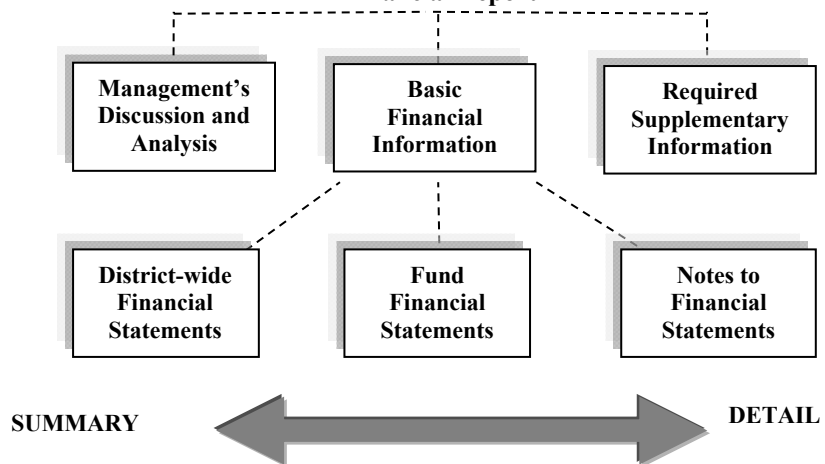 Management’s
Discussion and
Analysis
Basic
Financial
Information
Required
Supplementary
Information
District-wide
Financial
Statements
Fund
Financial
Statements
Notes to
Financial
Statements
SUMMARY
DETAIL